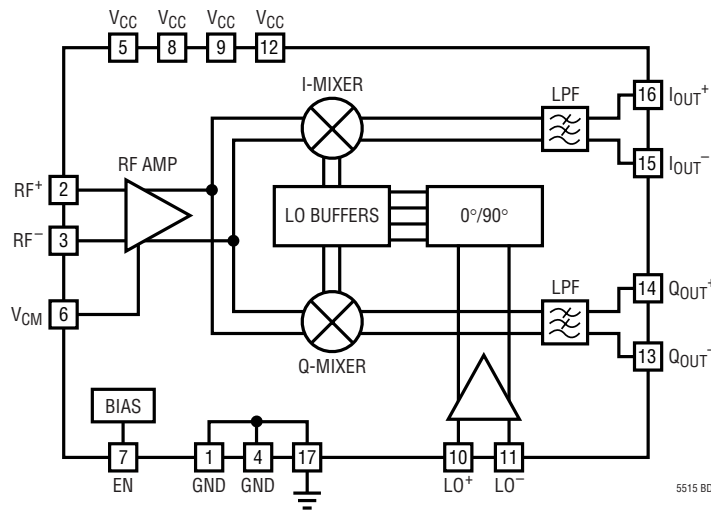 VCC VCC VCC VCC
5 8 9 12
I-MIXER
LPF
16 IOUT+
15 IOUT−
RF AMP
RF+ 2
RF− 3
LO BUFFERS
0°/90°
VCM 6
LPF
14 QOUT+
13 QOUT−
Q-MIXER
BIAS
7 1 4 17 10 11
EN GND GND LO+ LO−
5515 BD